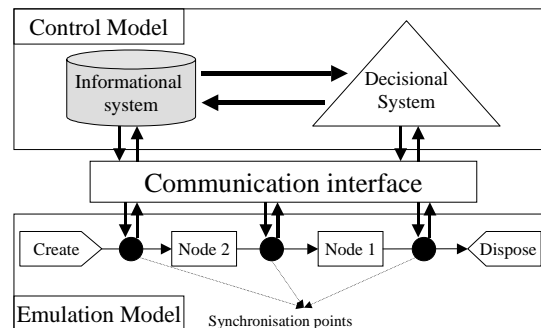 Control Model
Informational
system
Decisional
System
Communication interface
Create
Node 2
Node 1
Dispose
Emulation Model
Synchronisation points